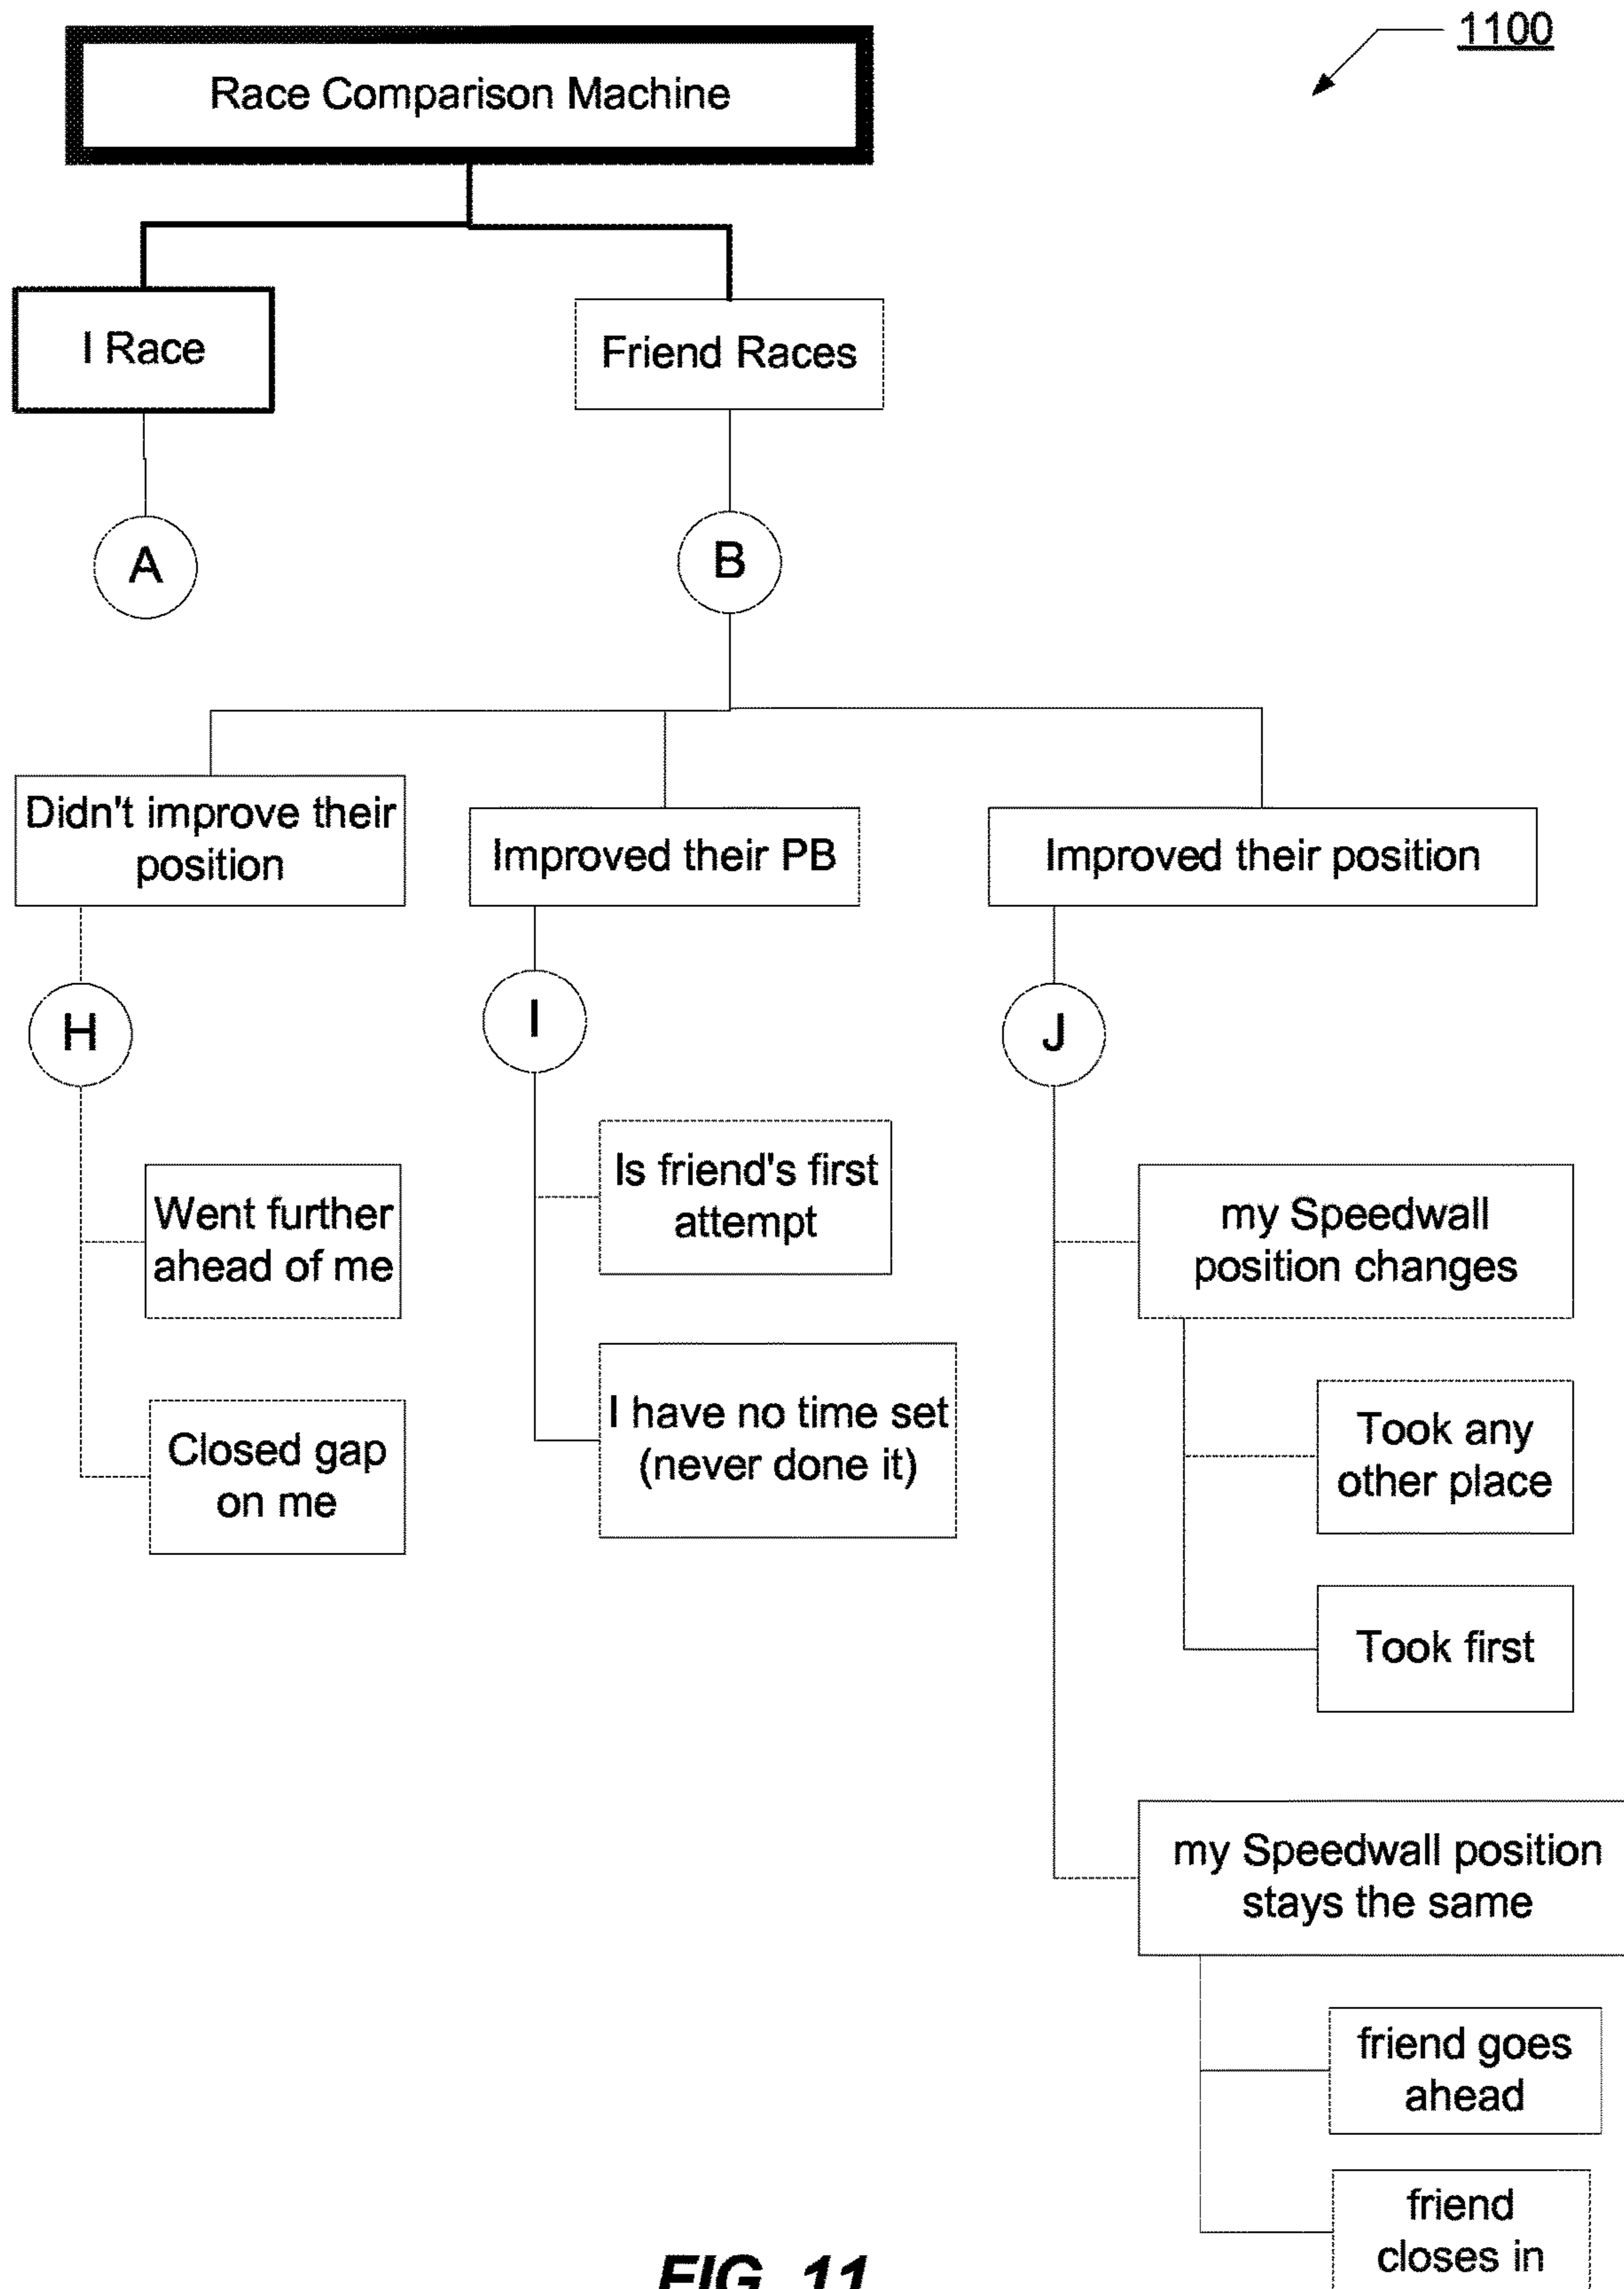 1100
Race Comparison Machine
I Race
Friend Races
A
B
Didn't improve their
position
Improved their PB
Improved their position
H
I
J
Went further
ahead of me
Closed gap
on me
Is friend's first
attempt
I have no time set
(never done it)
my Speedwall
position changes
Took any
other place
Took first
my Speedwall position
stays the same
friend goes
ahead
friend
closes in
FIG. 11